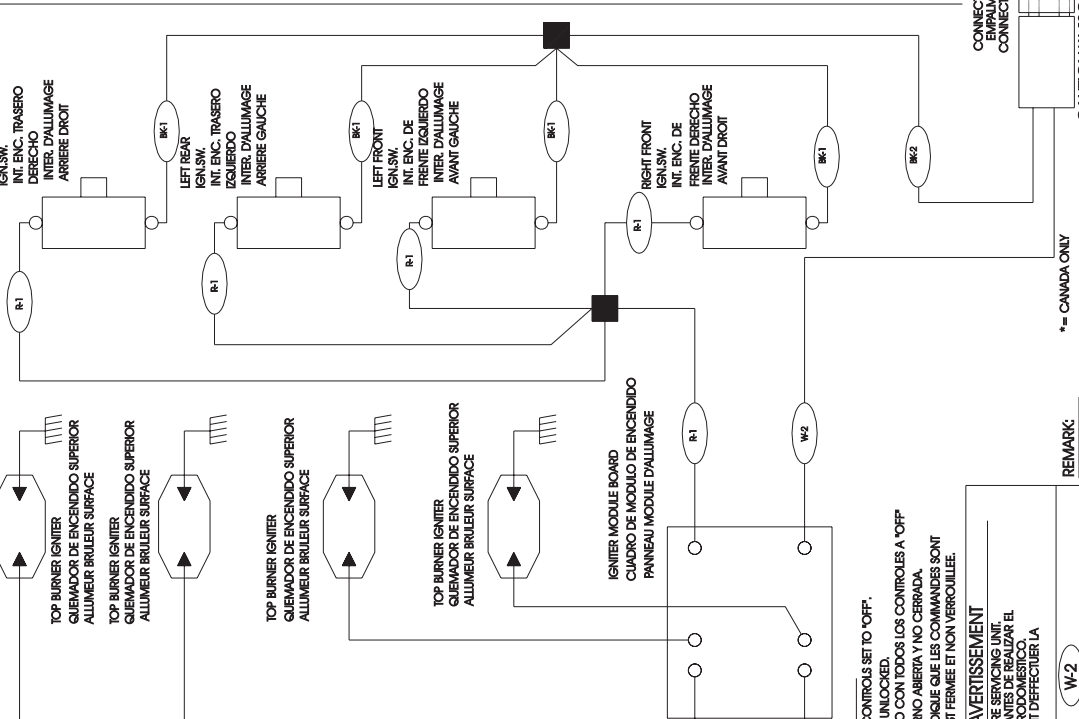 IGN.SW.
INT. ENC. TRASERO
DERECHO
INTER. D'ALLUMAGE
ARRIERE DROIT
BK-1
LEFT REAR
IGN.SW.
INT. ENC. TRASERO
IZQUIERDO
INTER. D'ALLUMAGE
ARRIERE GAUCHE
BK-1
LEFT FRONT
IGN.SW.
INT. ENC. DE
FRENTE IZQUIERDO
INTER. D'ALLUMAGE
AVANT GAUCHE
BK-1
RIGHT FRONT
IGN.SW.
INT. ENC. DE
FRENTE DERECHO
INTER. D'ALLUMAGE
AVANT DROIT
BK-1
BK-2
R-1
R-1
R-1
R-1
R-1
W-2
TOP BURNER IGNITER
QUEMADOR DE ENCENDIDO SUPERIOR
ALLUMEUR BRULEUR SURFACE
TOP BURNER IGNITER
QUEMADOR DE ENCENDIDO SUPERIOR
ALLUMEUR BRULEUR SURFACE
TOP BURNER IGNITER
QUEMADOR DE ENCENDIDO SUPERIOR
ALLUMEUR BRULEUR SURFACE
TOP BURNER IGNITER
QUEMADOR DE ENCENDIDO SUPERIOR
ALLUMEUR BRULEUR SURFACE
IGNITER MODULE BOARD
CUADRO DE MODULO DE ENCENDIDO
PANNEAU MODULE D'ALLUMAGE
CONTROLS SET TO "OFF".
UNLOCKED.
CON TODOS LOS CONTROLES A "OFF"
ABIERTA Y NO CERRADA.
QUE LES COMMANDES SONT
FERMEE ET NON VERROUILLEE.
AVERTISSEMENT
SERVICING UNIT.
DE REALIZAR EL
D'EFFECTUER LA
*= CANADA ONLY
REMARK:
W-2